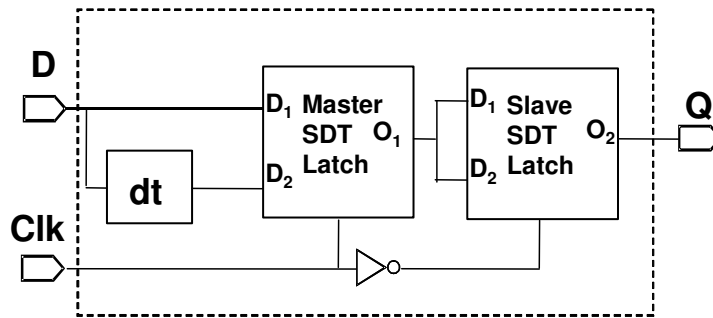 D
D₁ Master SDT Latch O₁
D₂
D₁ Slave SDT Latch O₂
D₂
Q
dt
Clk